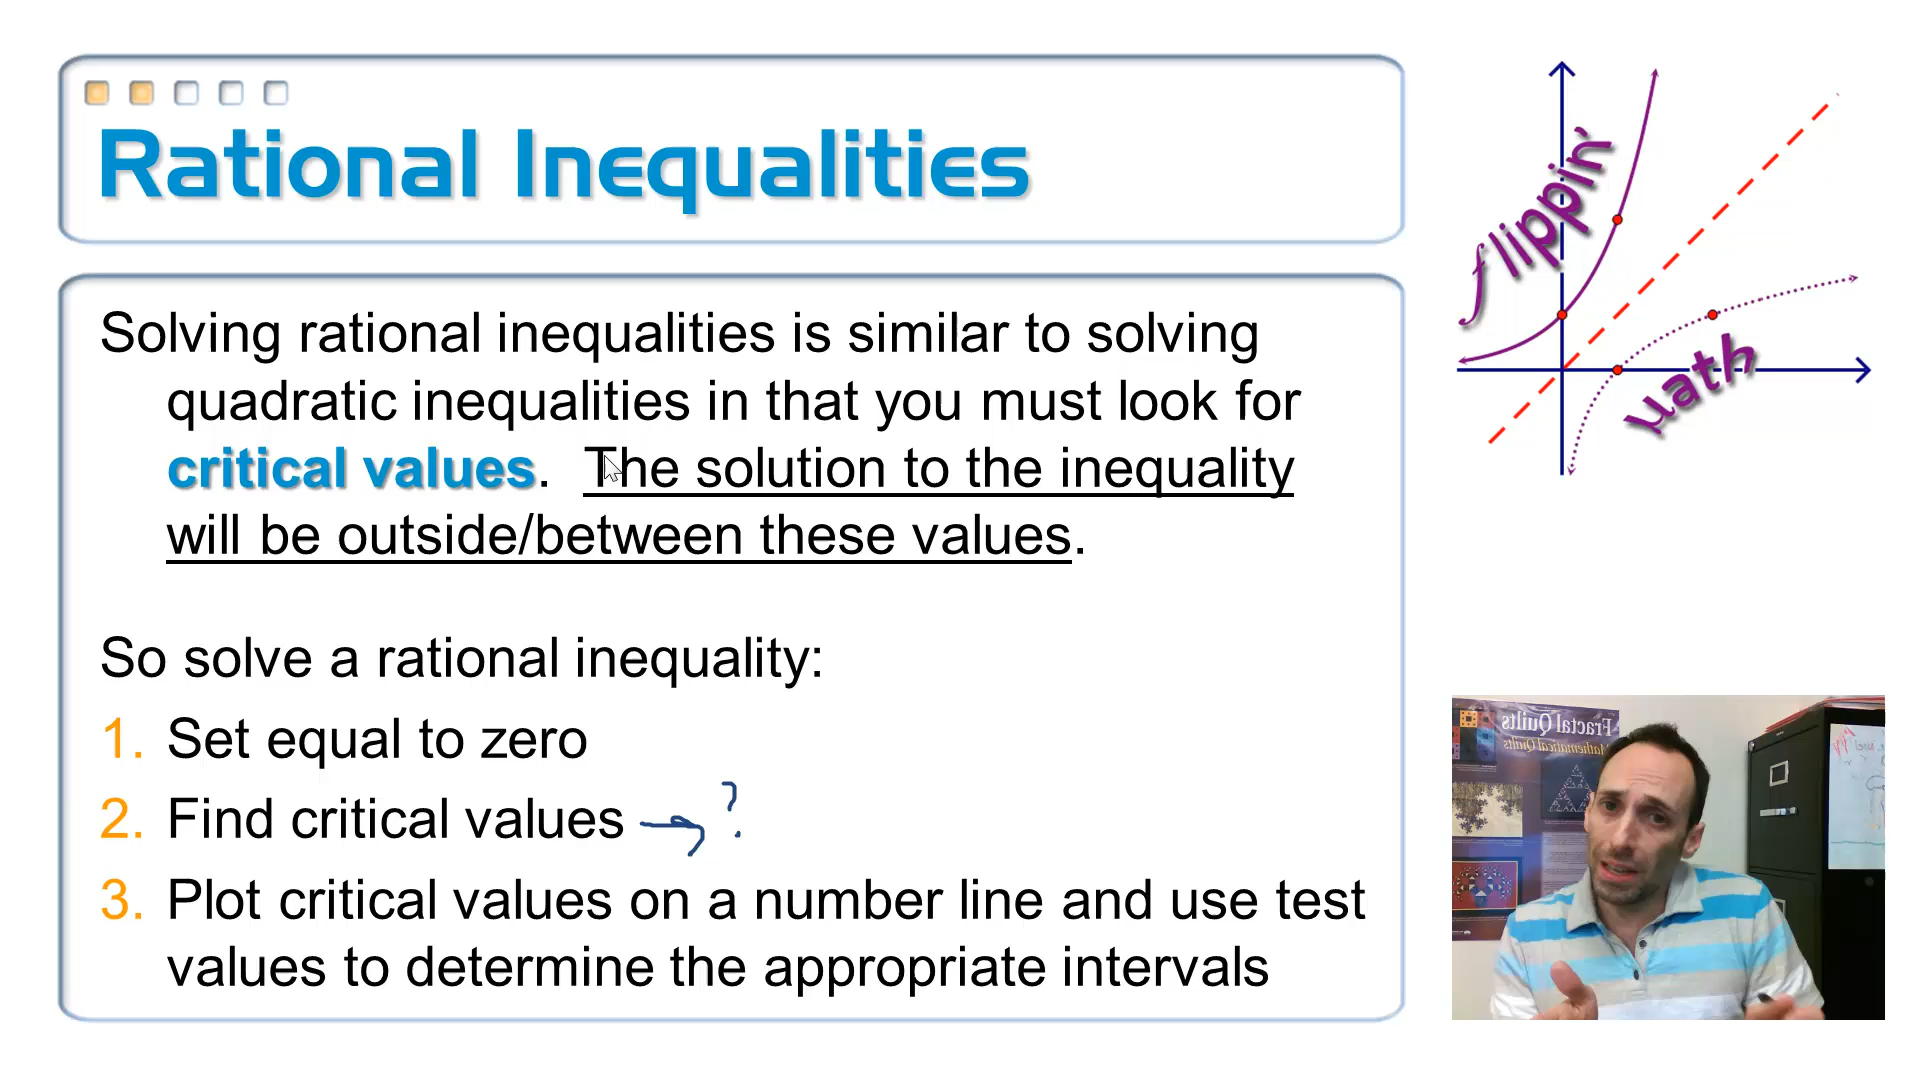 Rational Inequalities
Solving rational inequalities is similar to solving
quadratic inequalities in that you must look for
critical values. The solution to the inequality
will be outside/between these values.
So solve a rational inequality:
1. Set equal to zero
2. Find critical values → ?
3. Plot critical values on a number line and use test
values to determine the appropriate intervals
flippin'
math
Fractal Quilts
Mathematical Quilts